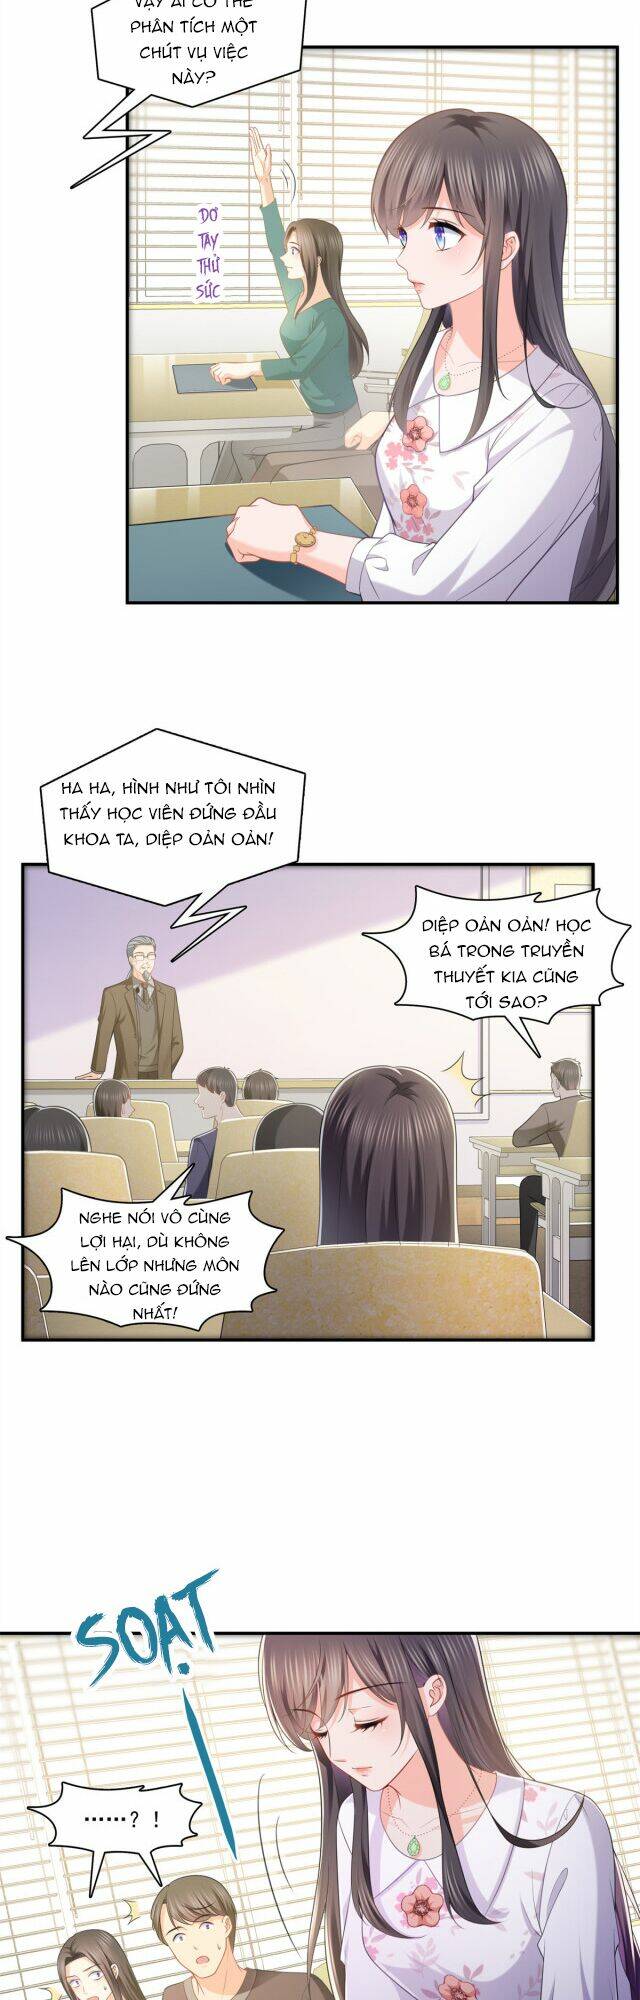 VẬY AI CÓ THỂ
PHÂN TÍCH MỘT
CHÚT VỤ VIỆC
NÀY?
DƠ
TAY
THỬ
SỨC
HA HA, HÌNH NHƯ TÔI NHÌN
THẤY HỌC VIÊN ĐỨNG ĐẦU
KHOA TA, DIỆP OẢN OẢN!
DIỆP OẢN OẢN! HỌC
BÁ TRONG TRUYỀN
THUYẾT KIA CŨNG
TỚI SAO?
NGHE NÓI VÔ CÙNG
LỢI HẠI, DÙ KHÔNG
LÊN LỚP NHƯNG MÔN
NÀO CŨNG ĐỨNG
NHẤT!
SOẠT
······?!